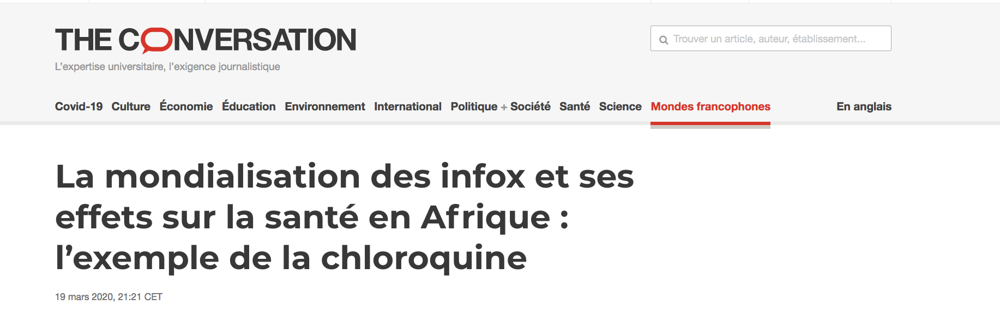 THE CONVERSATION
Trouver un article, auteur, établissement...
L'expertise universitaire, l'exigence journalistique
Covid-19 Culture Économie Éducation Environnement International Politique + Société Santé Science Mondes francophones En anglais
La mondialisation des infox et ses
effets sur la santé en Afrique :
l’exemple de la chloroquine
19 mars 2020, 21:21 CET